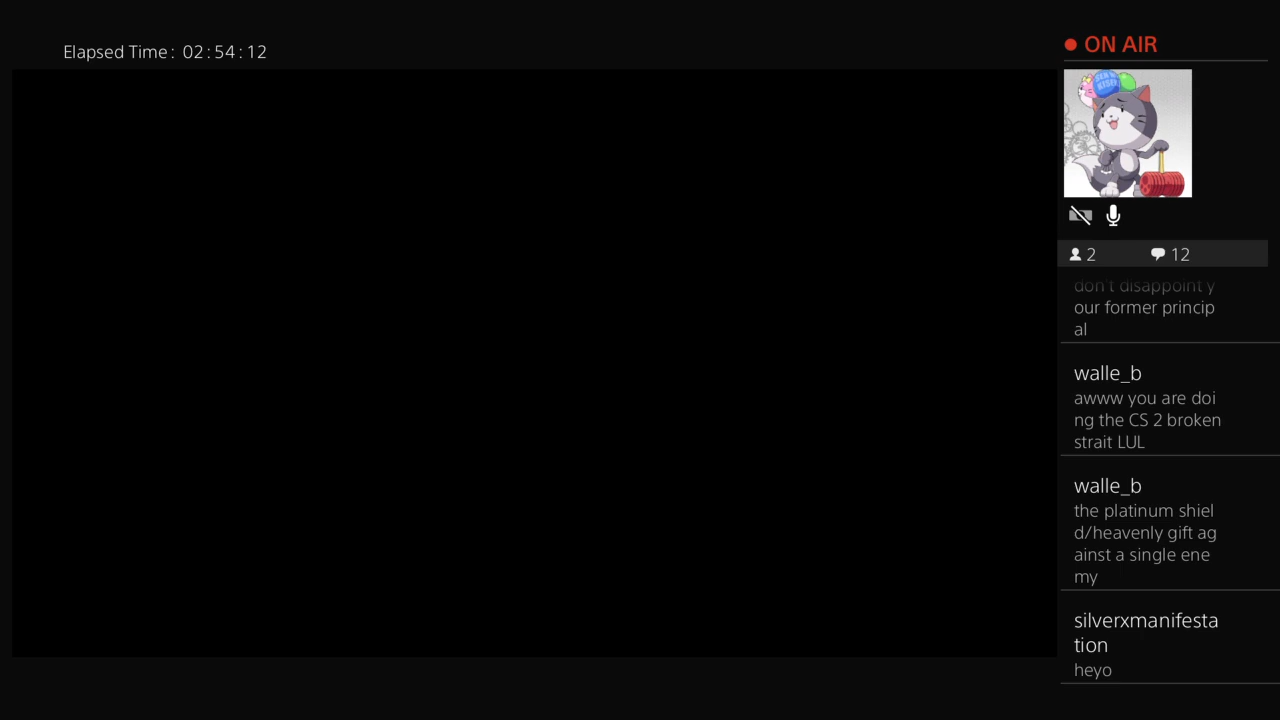 Elapsed Time: 02:54:12
ON AIR
2
12
don't disappoint y
our former princip
al
walle_b
awww you are doi
ng the CS 2 broken
strait LUL
walle_b
the platinum shiel
d/heavenly gift ag
ainst a single ene
my
silverxmanifesta
tion
heyo